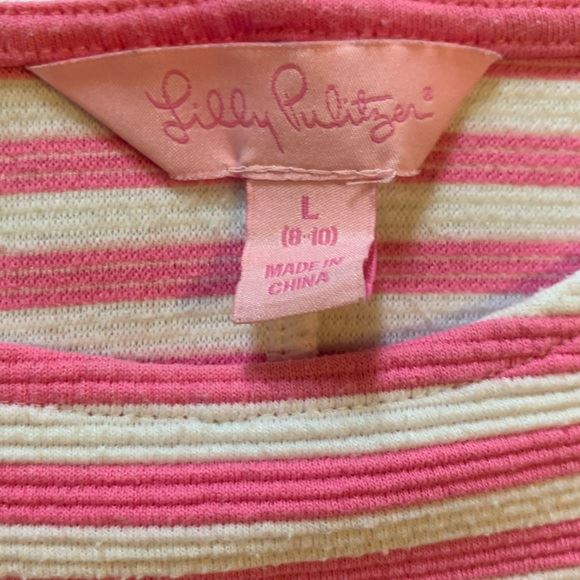 Lilly Pulitzer®
L
(8-10)
MADE IN
CHINA